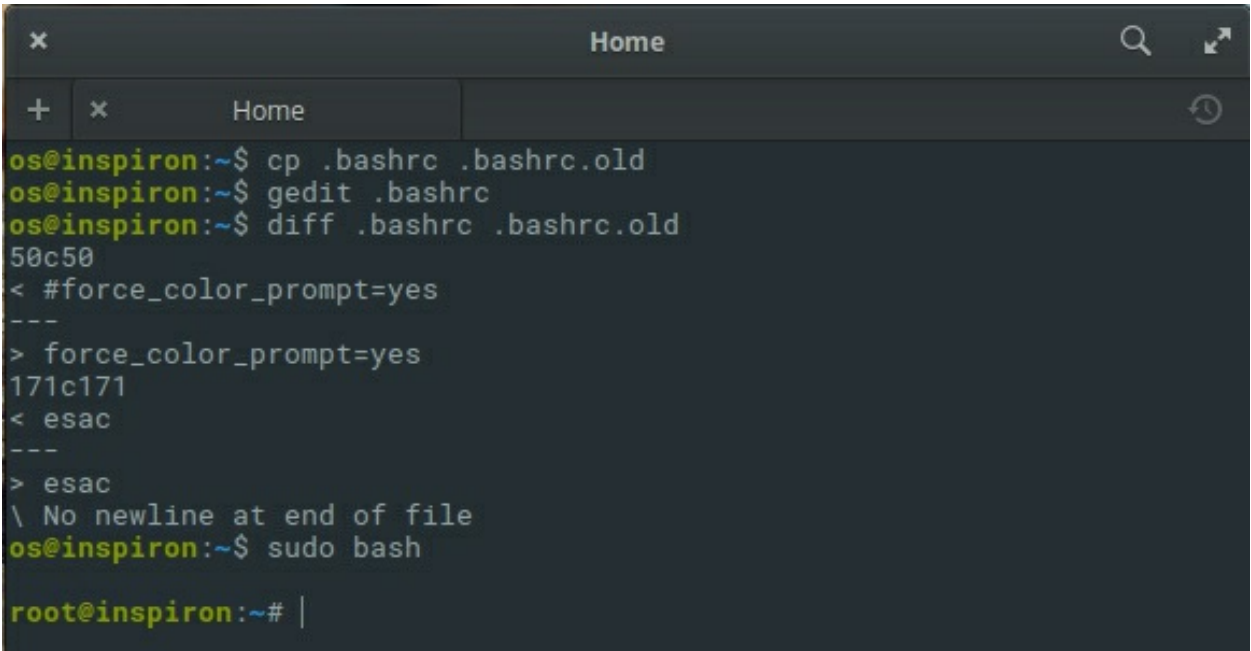 Home
Home
os@inspiron:~$ cp .bashrc .bashrc.old
os@inspiron:~$ gedit .bashrc
os@inspiron:~$ diff .bashrc .bashrc.old
50c50
< #force_color_prompt=yes
---
> force_color_prompt=yes
171c171
< esac
---
> esac
\ No newline at end of file
os@inspiron:~$ sudo bash
root@inspiron:~#